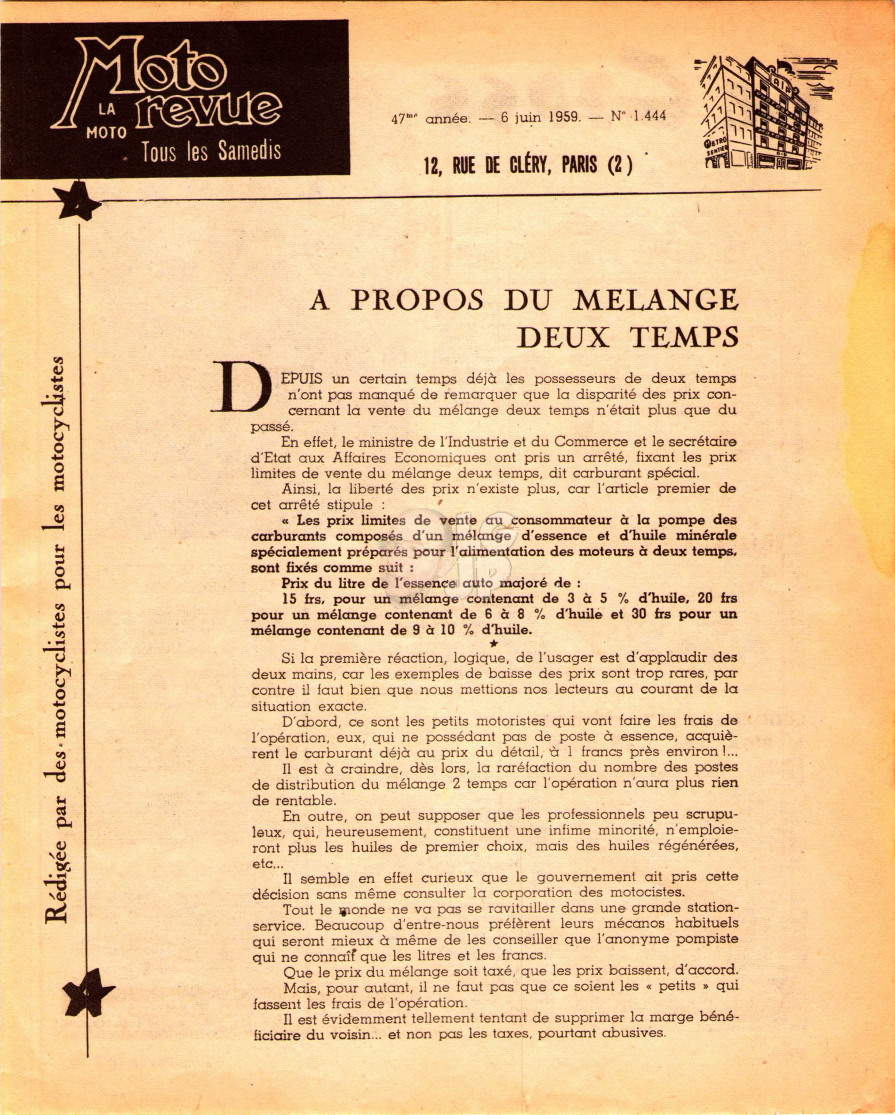 Moto
revue
LA
MOTO
Tous les Samedis
47me année. — 6 juin 1959. — N° 1.444
12, RUE DE CLÉRY, PARIS (2)
METRO
SENTIER
Rédigée par des motocyclistes pour les motocyclistes
A PROPOS DU MELANGE
DEUX TEMPS
DEPUIS un certain temps déjà les possesseurs de deux temps
n'ont pas manqué de remarquer que la disparité des prix con-
cernant la vente du mélange deux temps n'était plus que du
passé.
En effet, le ministre de l'Industrie et du Commerce et le secrétaire
d'Etat aux Affaires Economiques ont pris un arrêté, fixant les prix
limites de vente du mélange deux temps, dit carburant spécial.
Ainsi, la liberté des prix n'existe plus, car l'article premier de
cet arrêté stipule :
« Les prix limites de vente au consommateur à la pompe des
carburants composés d'un mélange d'essence et d'huile minérale
spécialement préparés pour l'alimentation des moteurs à deux temps,
sont fixés comme suit :
Prix du litre de l'essence auto majoré de :
15 frs, pour un mélange contenant de 3 à 5 % d'huile, 20 frs
pour un mélange contenant de 6 à 8 % d'huile et 30 frs pour un
mélange contenant de 9 à 10 % d'huile.
Si la première réaction, logique, de l'usager est d'applaudir des
deux mains, car les exemples de baisse des prix sont trop rares, par
contre il faut bien que nous mettions nos lecteurs au courant de la
situation exacte.
D'abord, ce sont les petits motoristes qui vont faire les frais de
l'opération, eux, qui ne possédant pas de poste à essence, acquiè-
rent le carburant déjà au prix du détail, à 1 francs près environ !...
Il est à craindre, dès lors, la raréfaction du nombre des postes
de distribution du mélange 2 temps car l'opération n'aura plus rien
de rentable.
En outre, on peut supposer que les professionnels peu scrupu-
leux, qui, heureusement, constituent une infime minorité, n'emploie-
ront plus les huiles de premier choix, mais des huiles régénérées,
etc...
Il semble en effet curieux que le gouvernement ait pris cette
décision sans même consulter la corporation des motocistes.
Tout le monde ne va pas se ravitailler dans une grande station-
service. Beaucoup d'entre-nous préfèrent leurs mécanos habituels
qui seront mieux à même de les conseiller que l'anonyme pompiste
qui ne connaît que les litres et les francs.
Que le prix du mélange soit taxé, que les prix baissent, d'accord.
Mais, pour autant, il ne faut pas que ce soient les « petits » qui
fassent les frais de l'opération.
Il est évidemment tellement tentant de supprimer la marge béné-
ficiaire du voisin... et non pas les taxes, pourtant abusives.